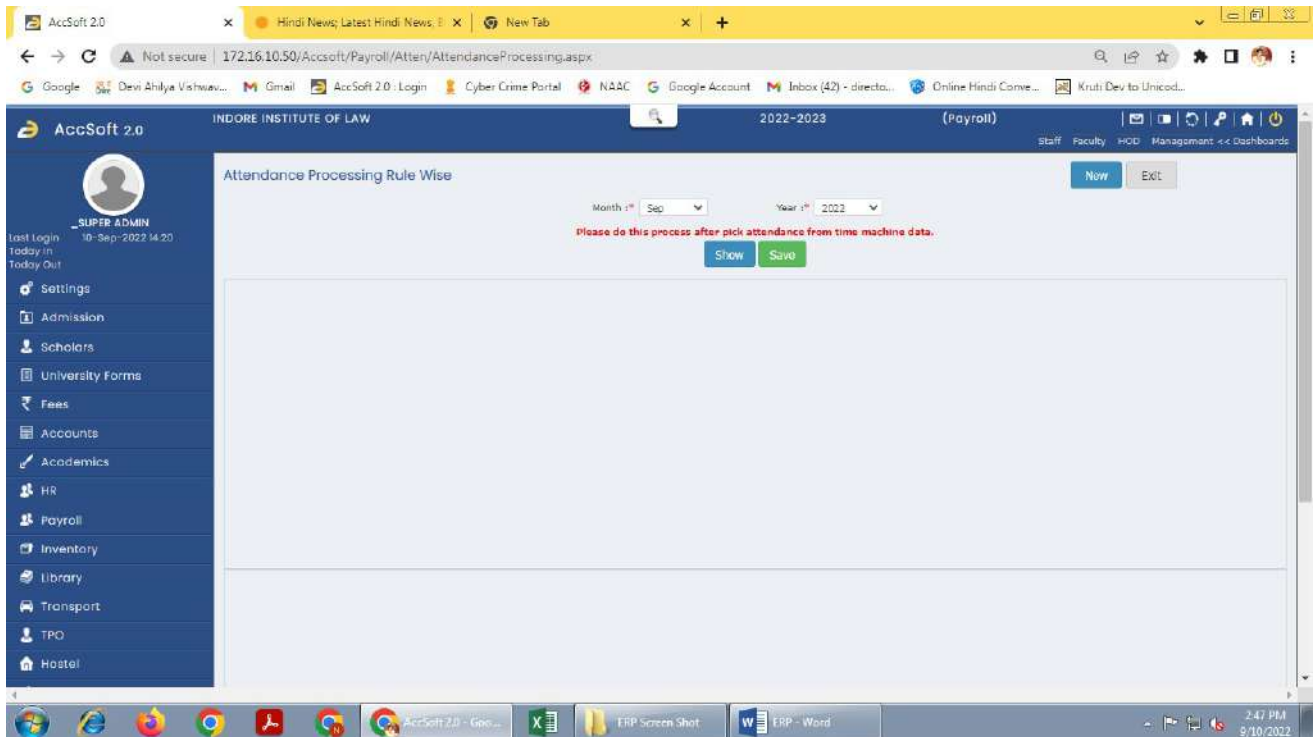 AccSoft 2.0
Hindi News; Latest Hindi News,
New Tab
Not secure 172.16.10.50/Accsoft/Payroll/Atten/AttendanceProcessing.aspx
Google Devi Ahilya Vishwav... Gmail AccSoft 2.0 : Login Cyber Crime Portal NAAC Google Account Inbox (42) - directo... Online Hindi Conve... Kruti Dev to Unicod...
AccSoft 2.0 INDORE INSTITUTE OF LAW 2022-2023 (Payroll)
Staff Faculty HOD Management << Dashboards
Attendance Processing Rule Wise New Exit
Month :* Sep Year :* 2022
Please do this process after pick attendance from time machine data.
Show Save
_SUPER ADMIN
Last Login 10-Sep-2022 14:20
Today In
Today Out
Settings
Admission
Scholars
University Forms
Fees
Accounts
Academics
HR
Payroll
Inventory
Library
Transport
TPO
Hostel
AccSoft 2.0 - Goo... ERP Screen Shot ERP - Word
2:47 PM
9/10/2022